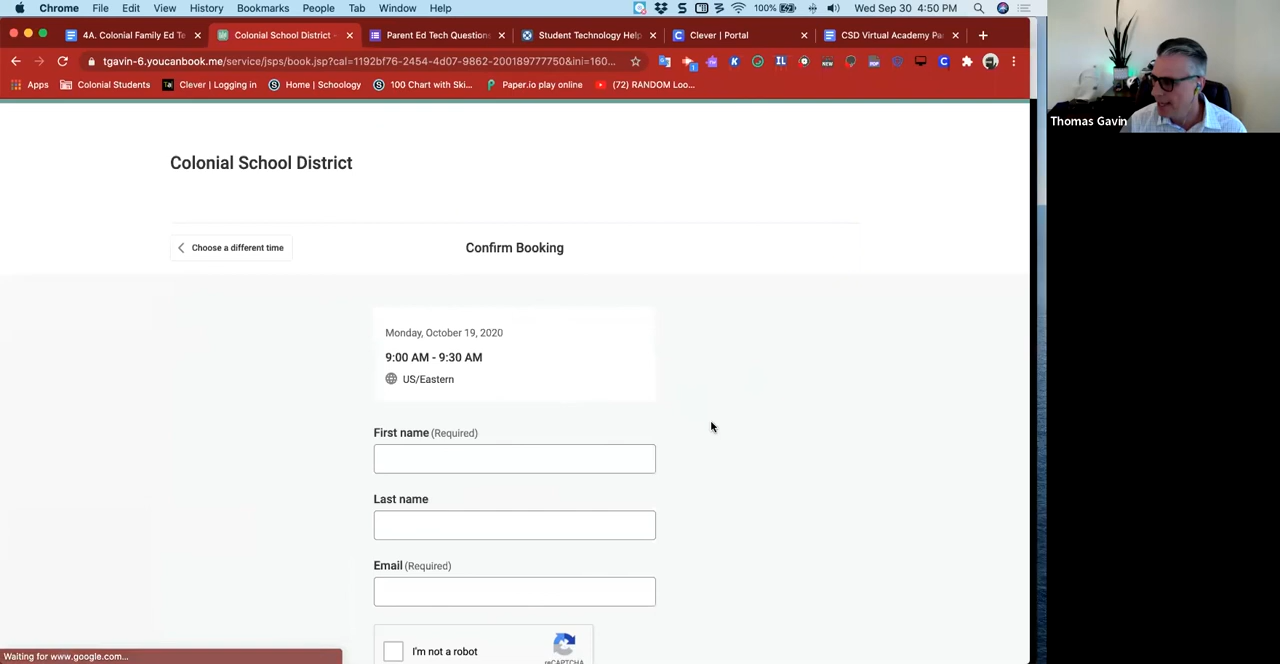 Chrome File Edit View History Bookmarks People Tab Window Help 100% Wed Sep 30 4:50 PM
4A. Colonial Family Ed Te Colonial School District - Parent Ed Tech Questions Student Technology Help Clever | Portal CSD Virtual Academy Pa
tgavin-6.youcanbook.me/service/jsps/book.jsp?cal=1192bf76-2454-4d07-9862-200189777750&ini=160...
Apps Colonial Students Clever | Logging in Home | Schoology 100 Chart with Ski... Paper.io play online (72) RANDOM Loo...
Thomas Gavin
Colonial School District
Choose a different time
Confirm Booking
Monday, October 19, 2020
9:00 AM - 9:30 AM
US/Eastern
First name (Required)
Last name
Email (Required)
I'm not a robot
reCAPTCHA
Waiting for www.google.com...